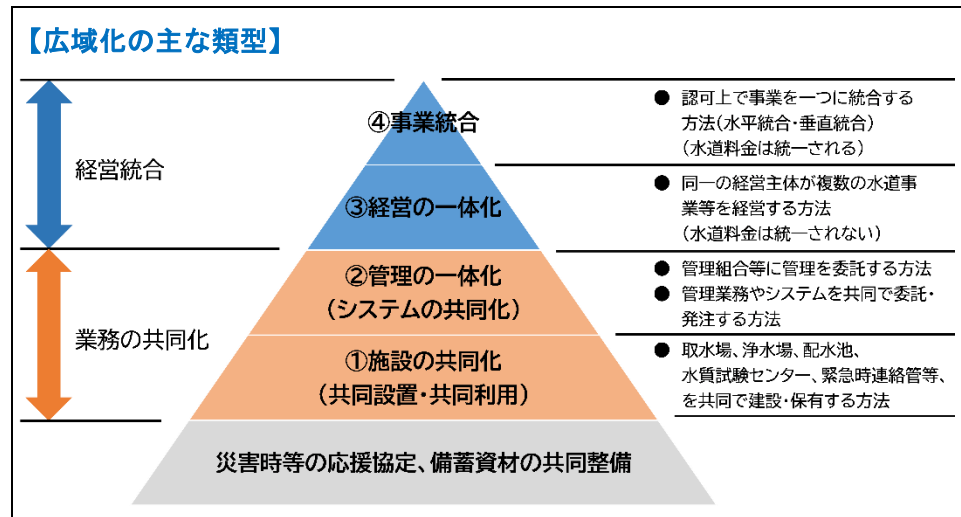 【広域化の主な類型】
経営統合
業務の共同化
④事業統合
③経営の一体化
②管理の一体化
（システムの共同化）
①施設の共同化
（共同設置・共同利用）
災害時等の応援協定、備蓄資材の共同整備
● 認可上で事業を一つに統合する
方法(水平統合・垂直統合)
（水道料金は統一される）
● 同一の経営主体が複数の水道事
業等を経営する方法
（水道料金は統一されない）
● 管理組合等に管理を委託する方法
● 管理業務やシステムを共同で委託・
発注する方法
● 取水場、浄水場、配水池、
水質試験センター、緊急時連絡管等、
を共同で建設・保有する方法